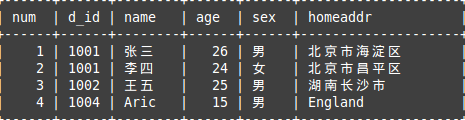 num | d_id | name | age | sex | homeaddr
1 | 1001 | 张三 | 26 | 男 | 北京市海淀区
2 | 1001 | 李四 | 24 | 女 | 北京市昌平区
3 | 1002 | 王五 | 25 | 男 | 湖南长沙市
4 | 1004 | Aric | 15 | 男 | England